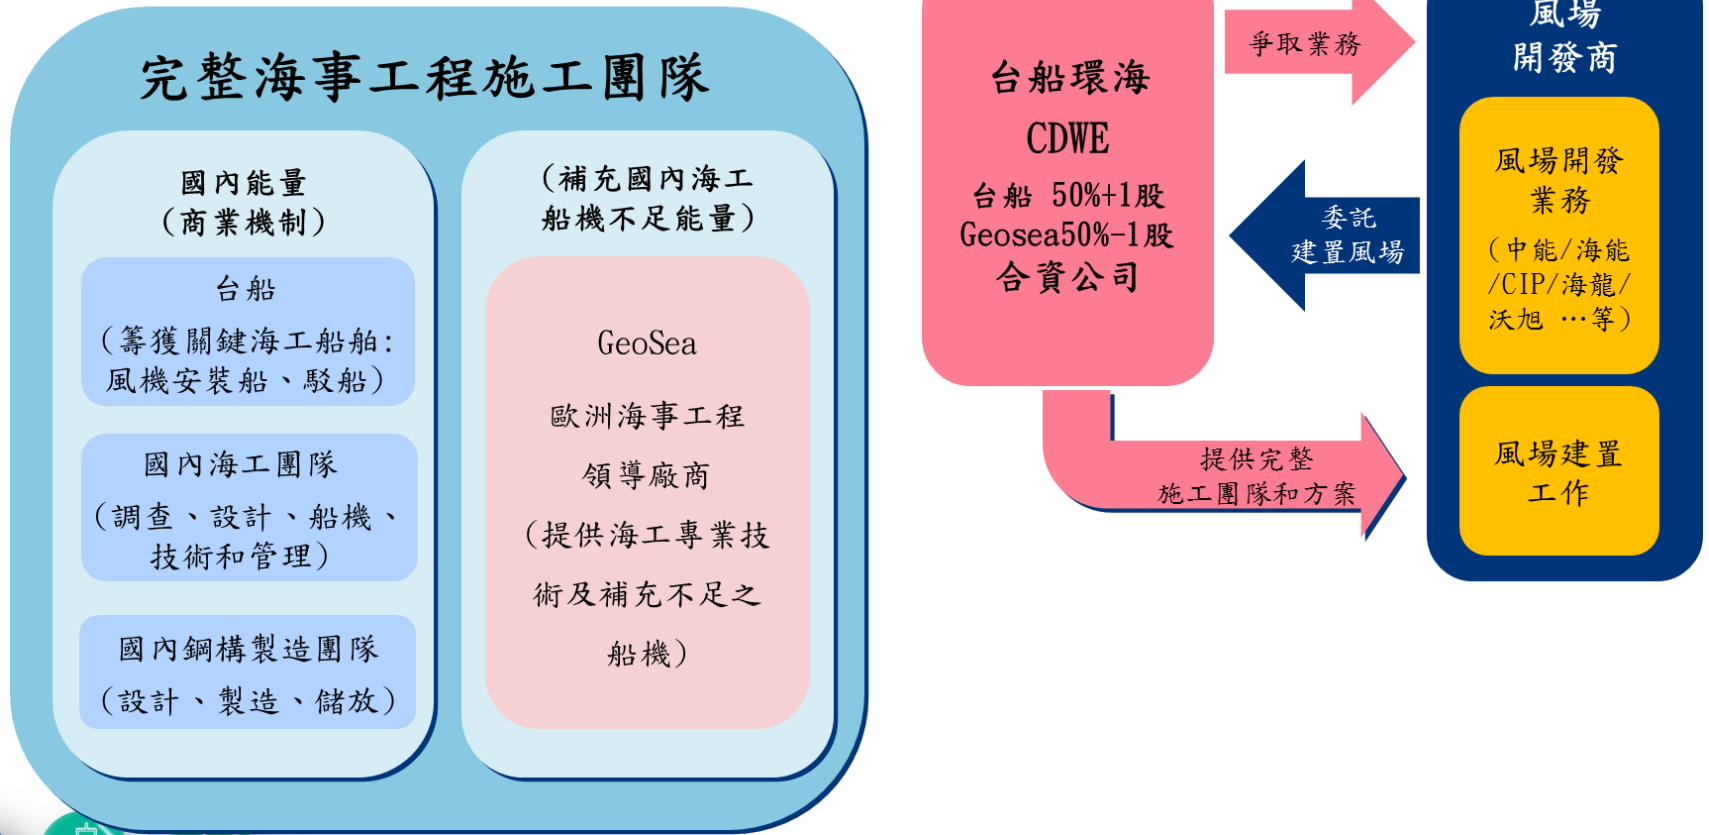 完整海事工程施工團隊
國內能量
(商業機制)
台船
(籌獲關鍵海工船舶:
風機安裝船、駁船)
國內海工團隊
(調查、設計、船機、
技術和管理)
國內鋼構製造團隊
(設計、製造、儲放)
(補充國內海工
船機不足能量)
GeoSea
歐洲海事工程
領導廠商
(提供海工專業技
術及補充不足之
船機)
台船環海
CDWE
台船 50%+1股
Geosea50%-1股
合資公司
爭取業務
委託
建置風場
提供完整
施工團隊和方案
風場
開發商
風場開發
業務
(中能/海能
/CIP/海龍/
沃旭 …等)
風場建置
工作